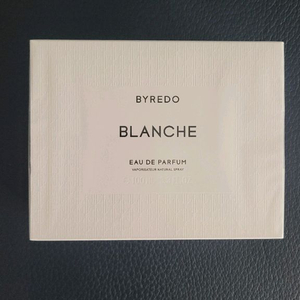 BYREDO
BLANCHE
EAU DE PARFUM
VAPORISATEUR NATURAL SPRAY